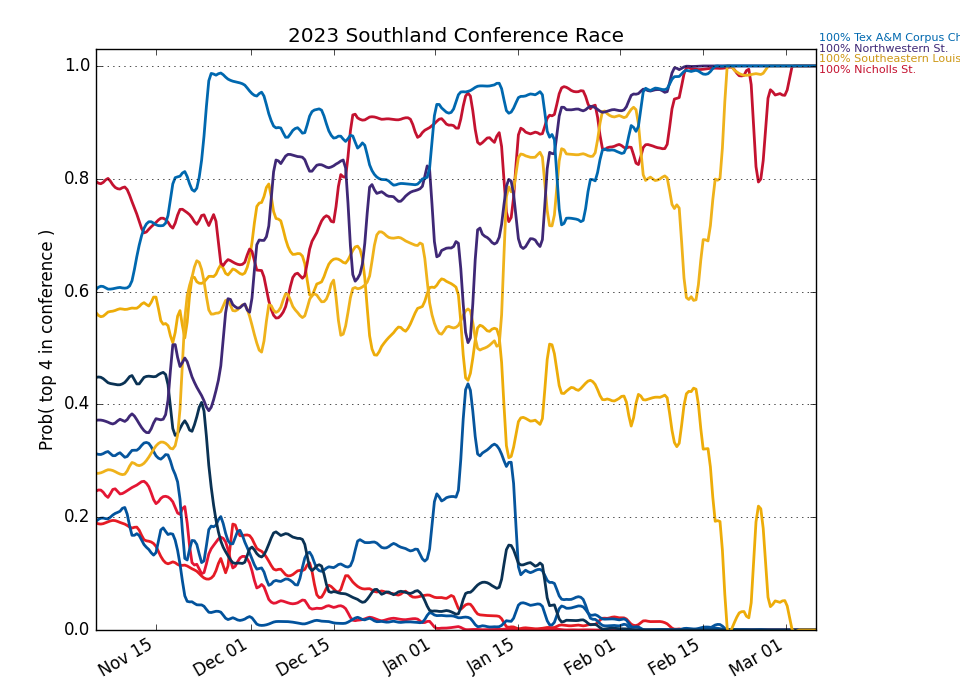 2023 Southland Conference Race
100% Tex A&M Corpus Ch
100% Northwestern St.
100% Southeastern Louis
100% Nicholls St.
Prob( top 4 in conference )
1.0
0.8
0.6
0.4
0.2
0.0
Nov 15
Dec 01
Dec 15
Jan 01
Jan 15
Feb 01
Feb 15
Mar 01